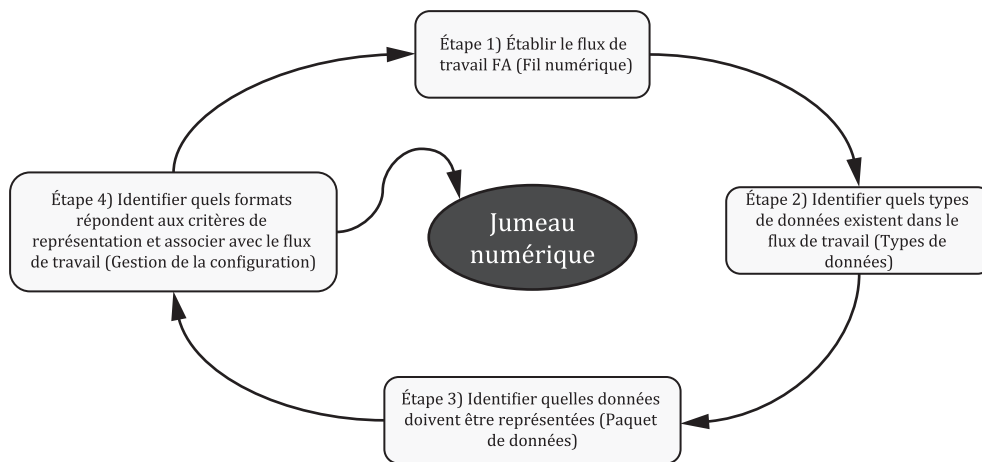 Étape 1) Établir le flux de
travail FA (Fil numérique)
Étape 2) Identifier quels types
de données existent dans le
flux de travail (Types de
données)
Étape 3) Identifier quelles données
doivent être représentées (Paquet
de données)
Étape 4) Identifier quels formats
répondent aux critères de
représentation et associer avec le flux
de travail (Gestion de la configuration)
Jumeau
numérique